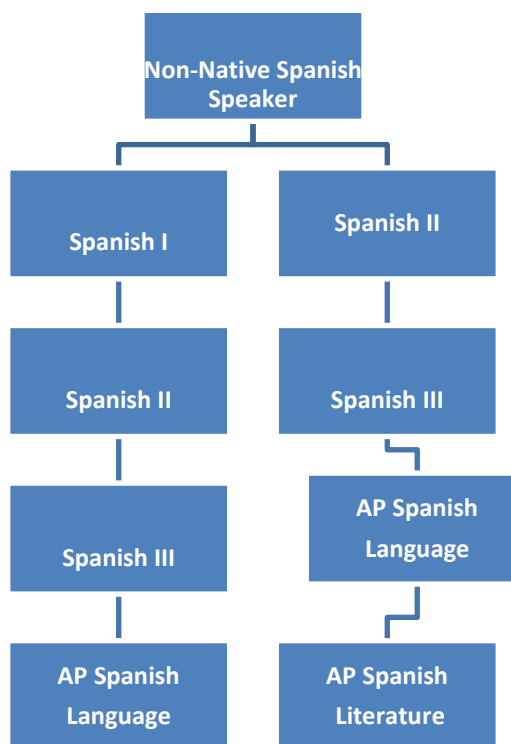 Non-Native Spanish
Speaker
Spanish I
Spanish II
Spanish II
Spanish III
Spanish III
AP Spanish
Language
AP Spanish
Language
AP Spanish
Literature